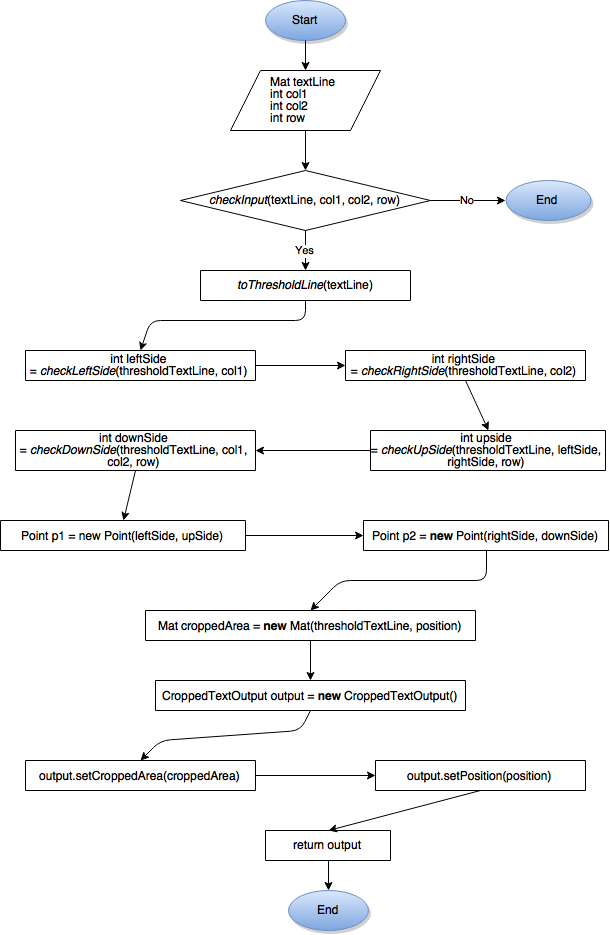 Start
Mat textLine
int col1
int col2
int row
checkInput(textLine, col1, col2, row)
No
End
Yes
toThresholdLine(textLine)
int leftSide
= checkLeftSide(thresholdTextLine, col1)
int rightSide
= checkRightSide(thresholdTextLine, col2)
int downSide
= checkDownSide(thresholdTextLine, col1,
col2, row)
int upside
= checkUpSide(thresholdTextLine, leftSide,
rightSide, row)
Point p1 = new Point(leftSide, upSide)
Point p2 = new Point(rightSide, downSide)
Mat croppedArea = new Mat(thresholdTextLine, position)
CroppedTextOutput output = new CroppedTextOutput()
output.setCroppedArea(croppedArea)
output.setPosition(position)
return output
End